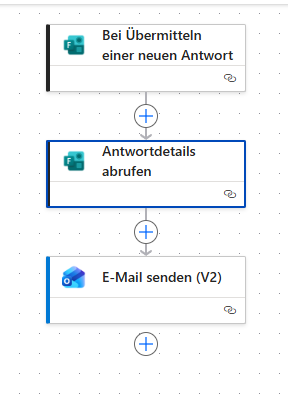 Bei Übermitteln
einer neuen Antwort
Antwortdetails
abrufen
E-Mail senden (V2)